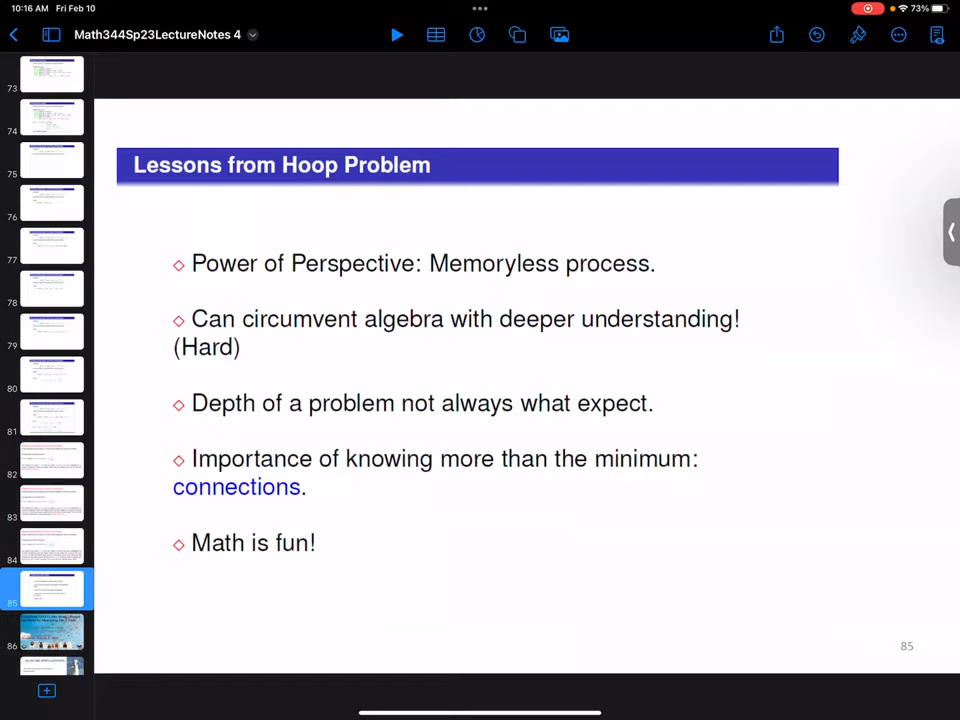 10:16 AM Fri Feb 10
73%
Math344Sp23LectureNotes 4
73
74
75
76
77
78
79
80
81
82
83
84
85
86
Lessons from Hoop Problem
◇ Power of Perspective: Memoryless process.
◇ Can circumvent algebra with deeper understanding!
(Hard)
◇ Depth of a problem not always what expect.
◇ Importance of knowing more than the minimum:
connections.
◇ Math is fun!
85